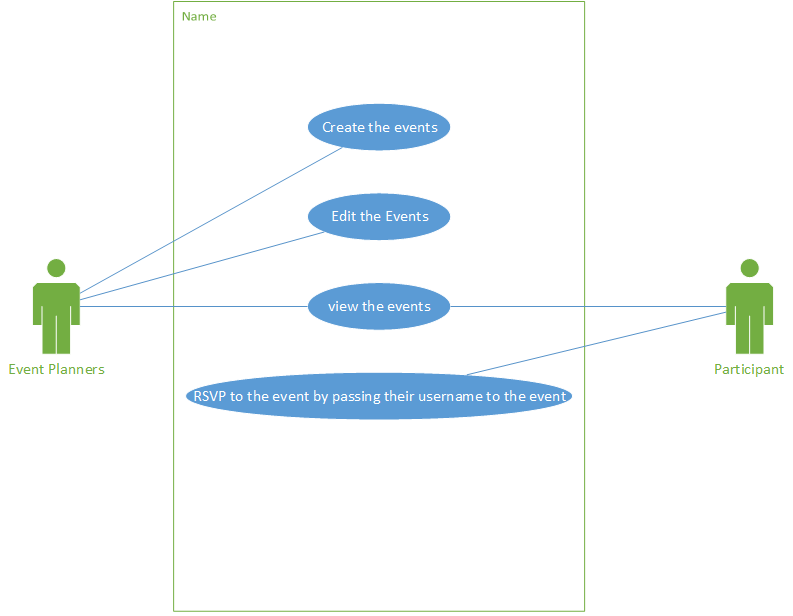 Name
Create the events
Edit the Events
view the events
Event Planners
Participant
RSVP to the event by passing their username to the event